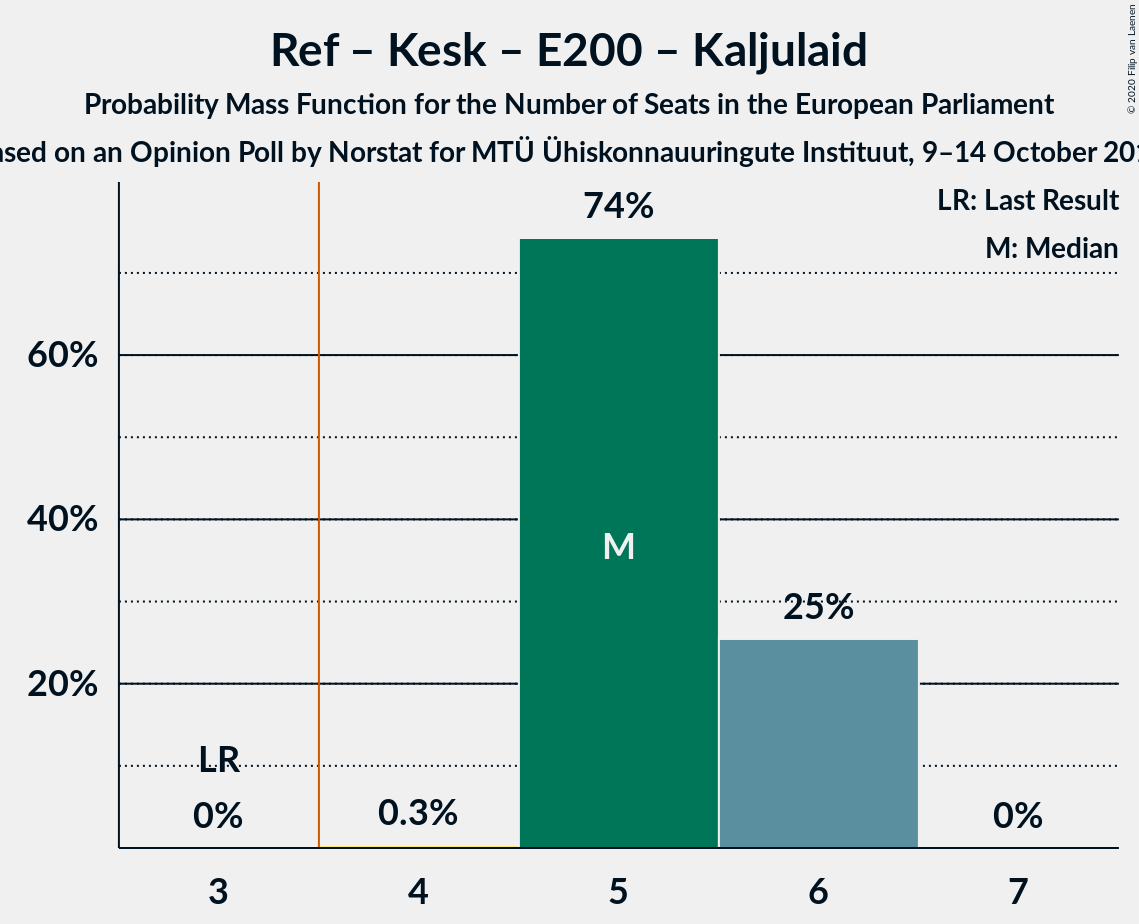 Ref – Kesk – E200 – Kaljulaid
Probability Mass Function for the Number of Seats in the European Parliament
on an Opinion Poll by Norstat for MTÜ Ühiskonnauuringute Instituut, 9–14 October
© 2020 Filip van Laenen
LR: Last Result
M: Median
74%
60%
40%
20%
M
25%
LR
0%
0.3%
0%
3 4 5 6 7